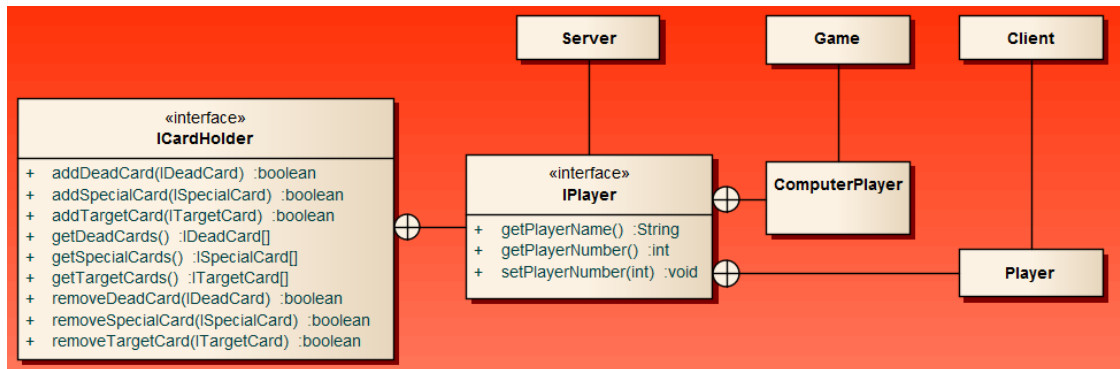 Server
Game
Client
«interface»
ICardHolder
+ addDeadCard(IDeadCard) :boolean
+ addSpecialCard(ISpecialCard) :boolean
+ addTargetCard(ITargetCard) :boolean
+ getDeadCards() :IDeadCard[]
+ getSpecialCards() :ISpecialCard[]
+ getTargetCards() :ITargetCard[]
+ removeDeadCard(IDeadCard) :boolean
+ removeSpecialCard(ISpecialCard) :boolean
+ removeTargetCard(ITargetCard) :boolean
«interface»
IPlayer
+ getPlayerName() :String
+ getPlayerNumber() :int
+ setPlayerNumber(int) :void
ComputerPlayer
Player